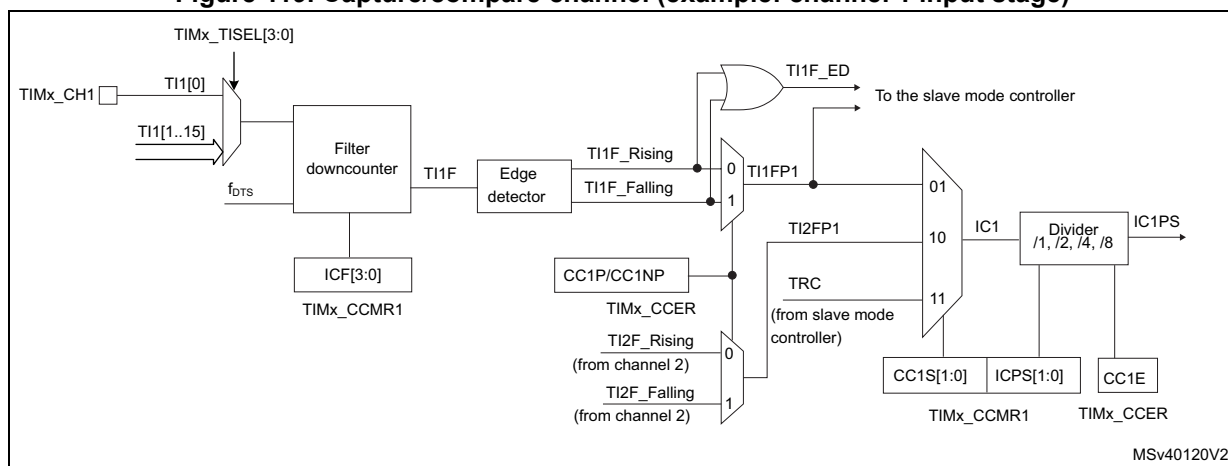 Figure 116. Capture/compare channel (example: channel 1 input stage)
TIMx_TISEL[3:0]
TIMx_CH1
TI1[0]
TI1[1..15]
fDTS
Filter
downcounter
ICF[3:0]
TIMx_CCMR1
TI1F
Edge
detector
TI1F_Rising
TI1F_Falling
TI1F_ED
To the slave mode controller
0
1
TI1FP1
CC1P/CC1NP
TIMx_CCER
TI2F_Rising
(from channel 2)
TI2F_Falling
(from channel 2)
0
1
TI2FP1
TRC
(from slave mode
controller)
01
10
11
IC1
Divider
/1, /2, /4, /8
IC1PS
CC1S[1:0]
ICPS[1:0]
TIMx_CCMR1
CC1E
TIMx_CCER
MSv40120V2